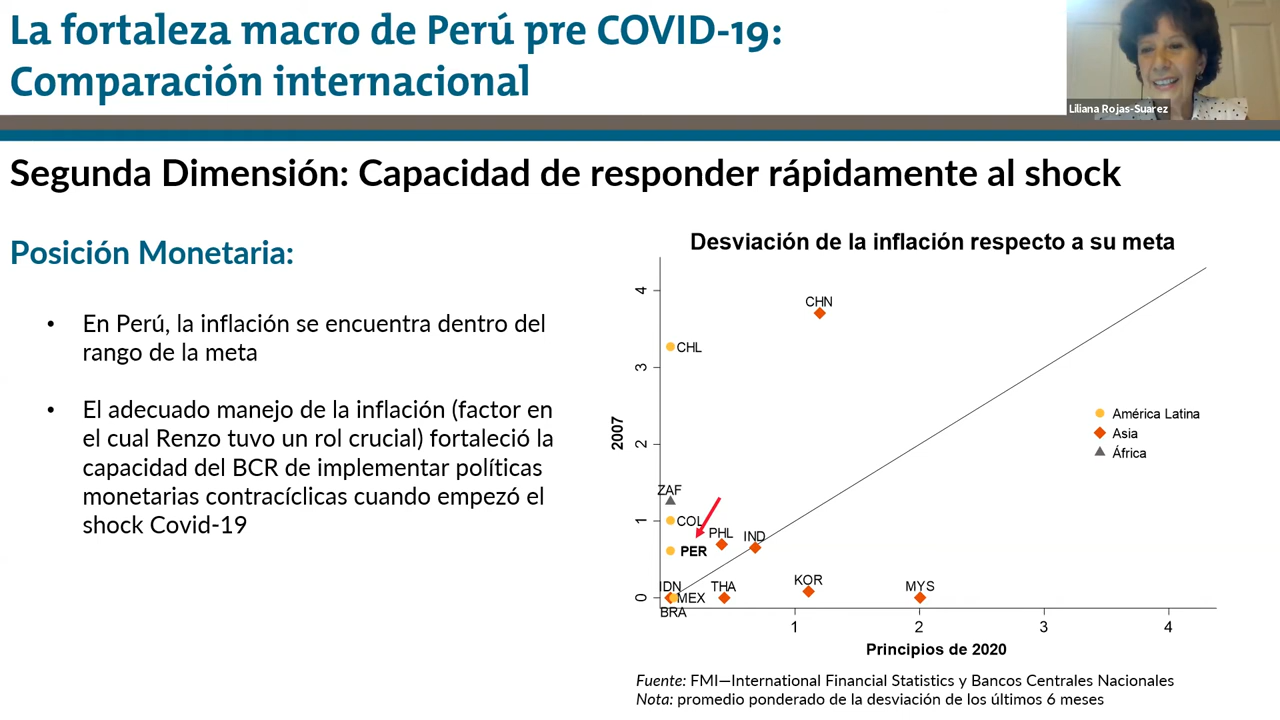 La fortaleza macro de Perú pre COVID-19:
Comparación internacional
Liliana Rojas-Suarez
Segunda Dimensión: Capacidad de responder rápidamente al shock
Posición Monetaria:
• En Perú, la inflación se encuentra dentro del
rango de la meta
• El adecuado manejo de la inflación (factor en
el cual Renzo tuvo un rol crucial) fortaleció la
capacidad del BCR de implementar políticas
monetarias contracíclicas cuando empezó el
shock Covid-19
Desviación de la inflación respecto a su meta
2007
4
3
2
1
0
CHN
CHL
ZAF
COL
PER
PHL
IND
IDN
MEX
BRA
THA
KOR
MYS
América Latina
Asia
África
1
2
3
4
Principios de 2020
Fuente: FMI—International Financial Statistics y Bancos Centrales Nacionales
Nota: promedio ponderado de la desviación de los últimos 6 meses